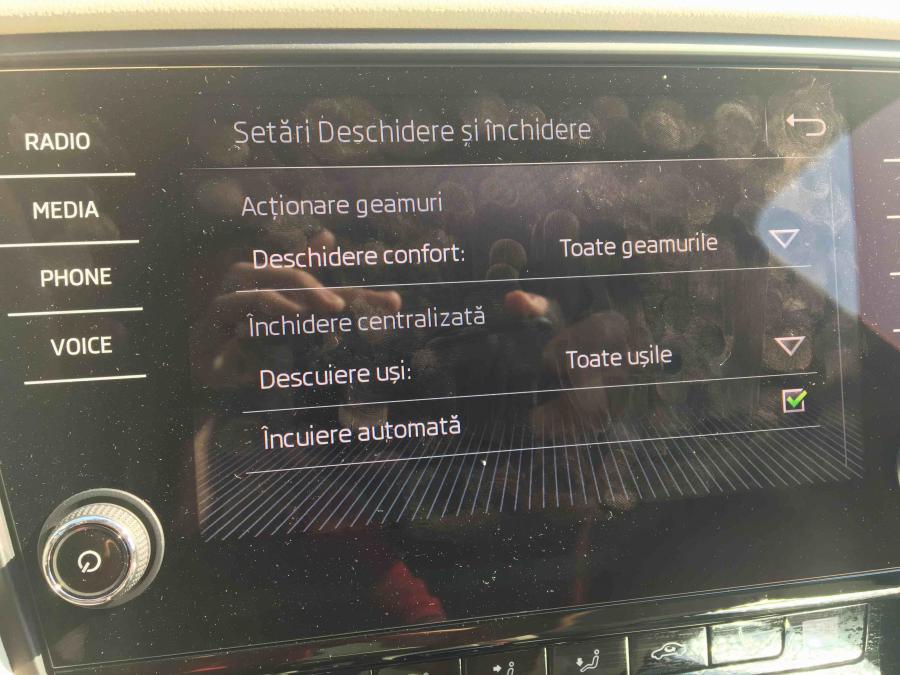 RADIO
MEDIA
PHONE
VOICE
Setări Deschidere și închidere
Acționare geamuri
Deschidere confort: Toate geamurile
Închidere centralizată
Descuiere uși: Toate ușile
Încuiere automată